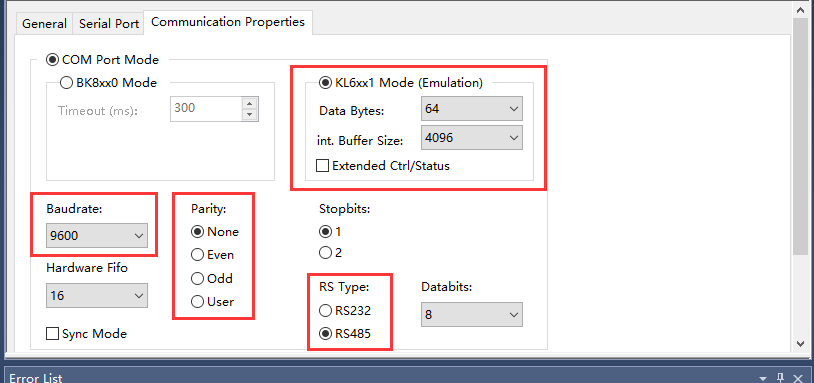 General Serial Port Communication Properties
COM Port Mode
BK8xx0 Mode
Timeout (ms): 300
KL6xx1 Mode (Emulation)
Data Bytes: 64
int. Buffer Size: 4096
Extended Ctrl/Status
Baudrate:
9600
Hardware Fifo
16
Sync Mode
Parity:
None
Even
Odd
User
Stopbits:
1
2
RS Type:
RS232
RS485
Databits:
8
Error List